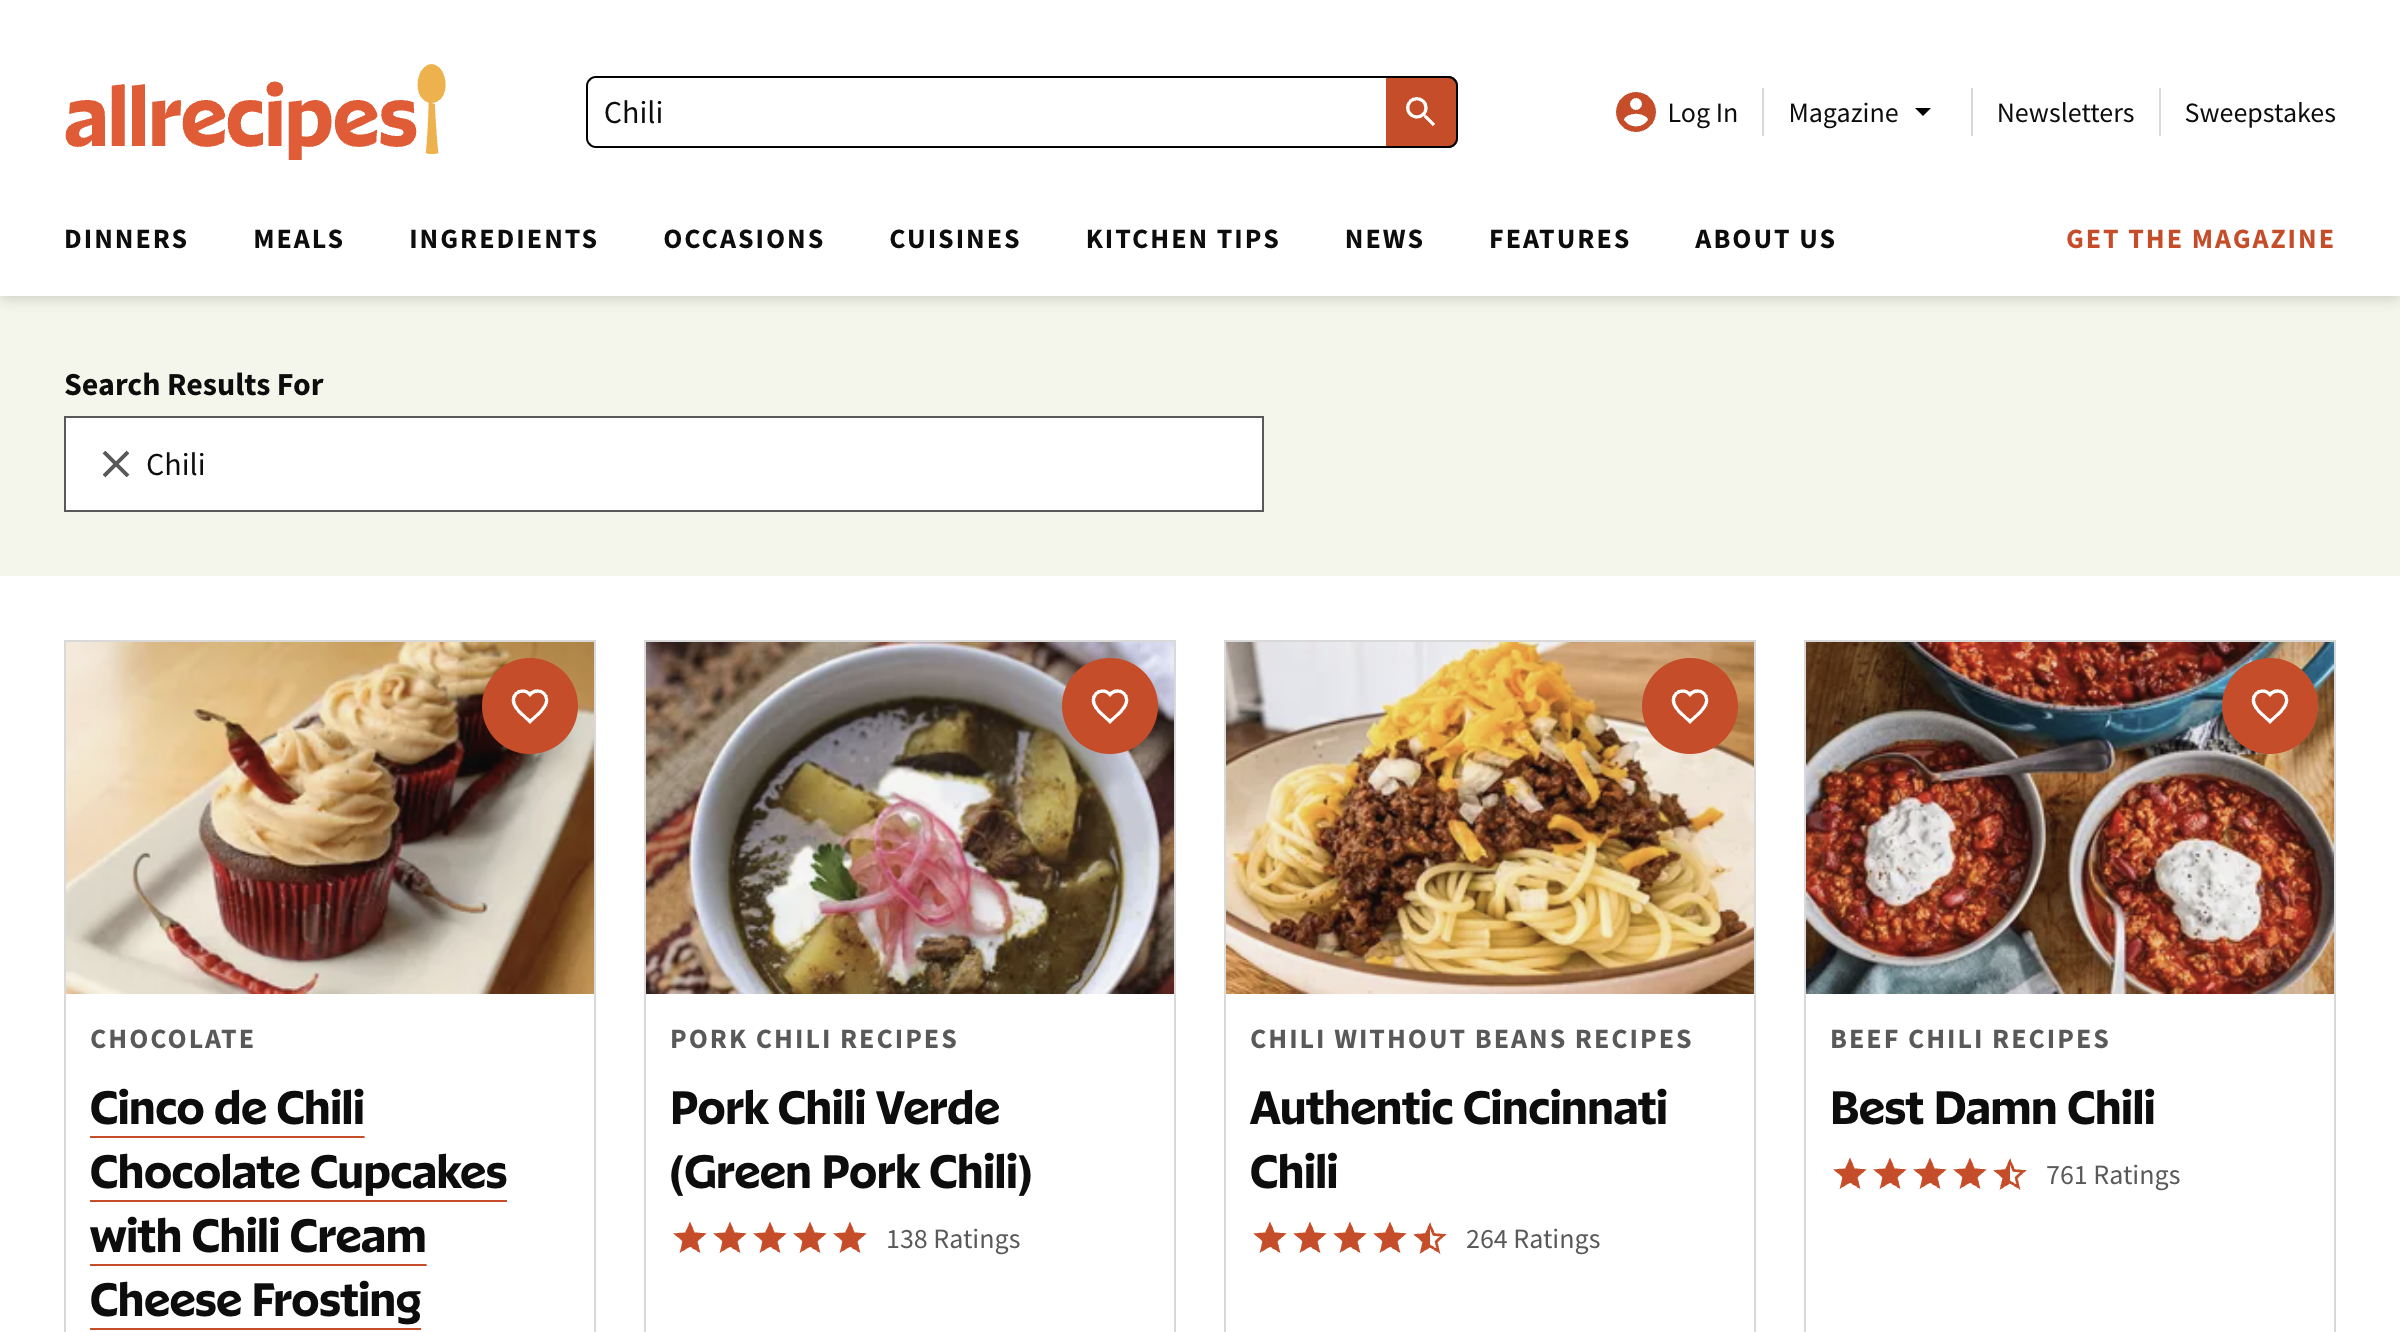 allrecipes
Chili
Log In
Magazine
Newsletters
Sweepstakes
DINNERS
MEALS
INGREDIENTS
OCCASIONS
CUISINES
KITCHEN TIPS
NEWS
FEATURES
ABOUT US
GET THE MAGAZINE
Search Results For
Chili
CHOCOLATE
Cinco de Chili
Chocolate Cupcakes
with Chili Cream
Cheese Frosting
PORK CHILI RECIPES
Pork Chili Verde
(Green Pork Chili)
138 Ratings
CHILI WITHOUT BEANS RECIPES
Authentic Cincinnati
Chili
264 Ratings
BEEF CHILI RECIPES
Best Damn Chili
761 Ratings